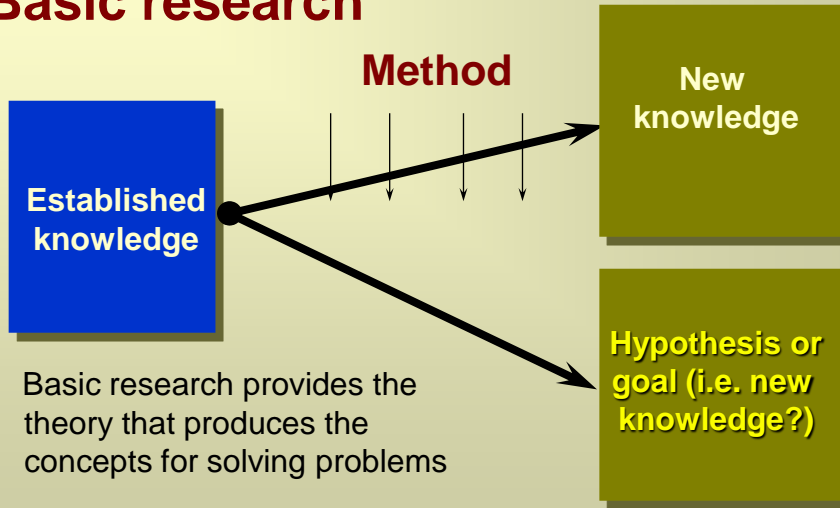 Basic research
Method
New
knowledge
Established
knowledge
Hypothesis or
goal (i.e. new
knowledge?)
Basic research provides the
theory that produces the
concepts for solving problems